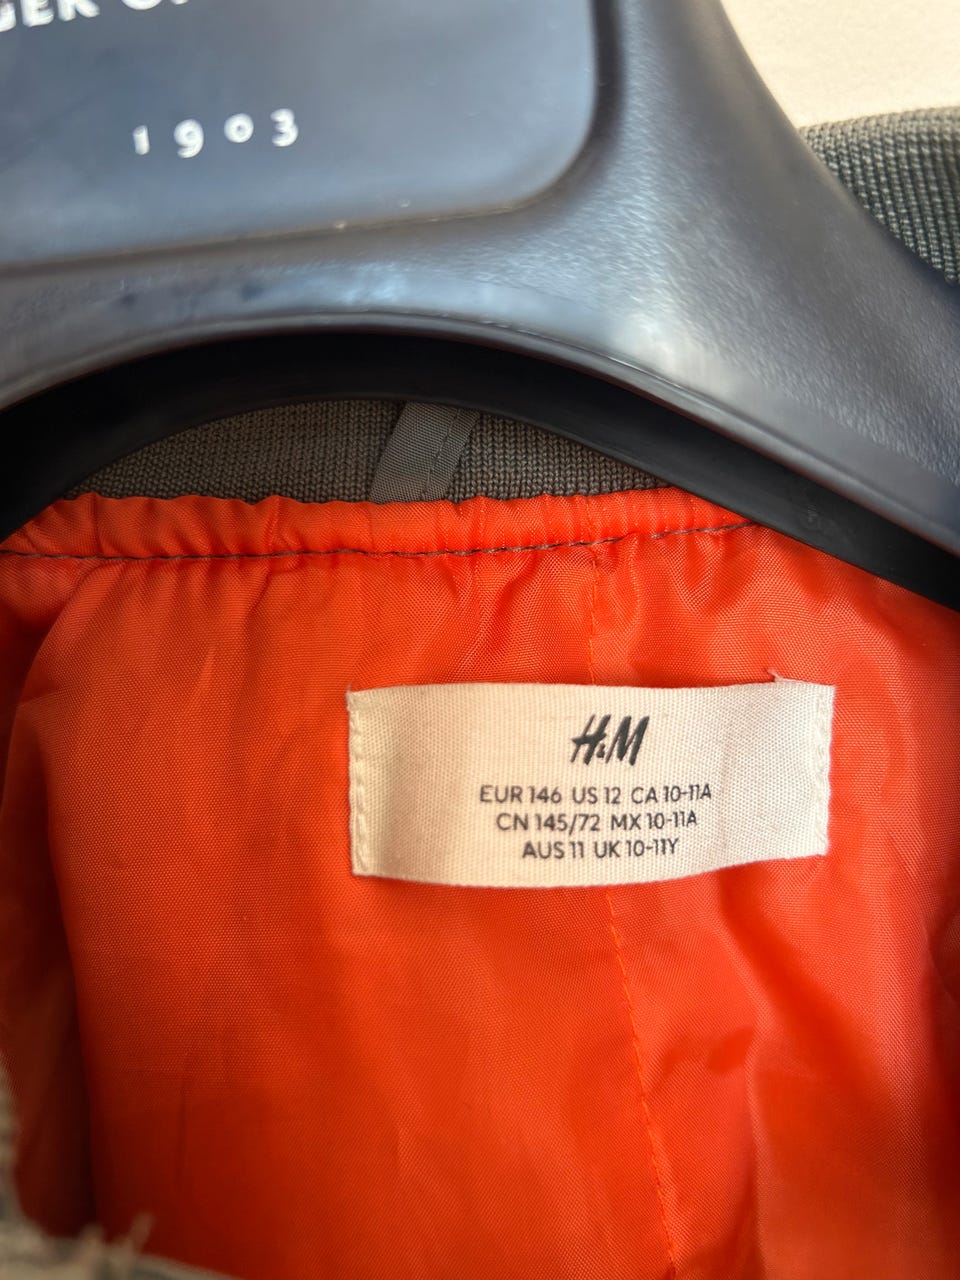 1903
H&M
EUR 146 US 12 CA 10-11A
CN 145/72 MX 10-11A
AUS 11 UK 10-11Y